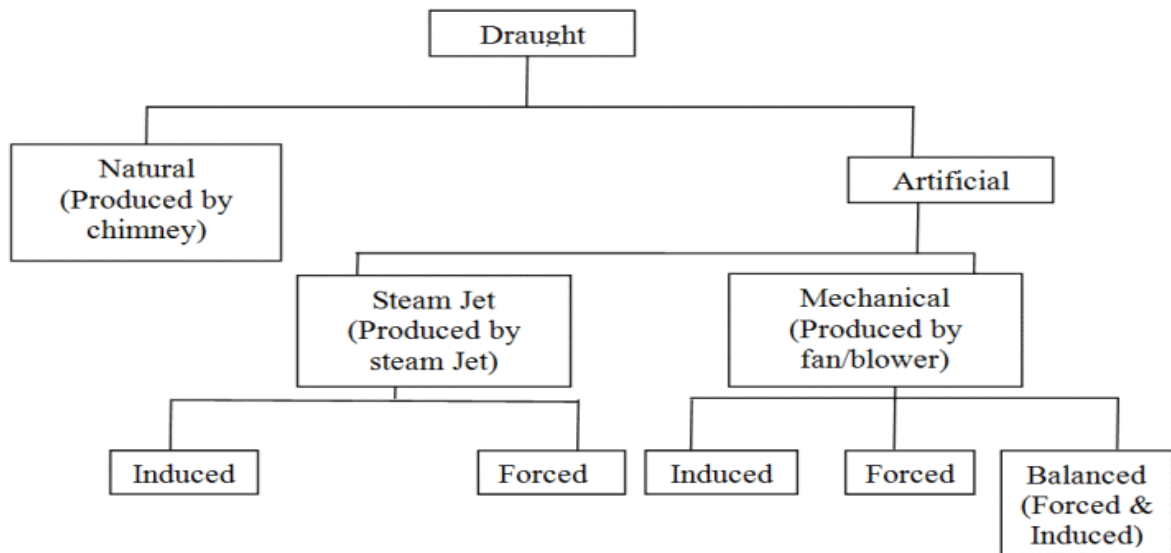 Draught
Natural
(Produced by
chimney)
Artificial
Steam Jet
(Produced by
steam Jet)
Mechanical
(Produced by
fan/blower)
Induced
Forced
Induced
Forced
Balanced
(Forced &
Induced)